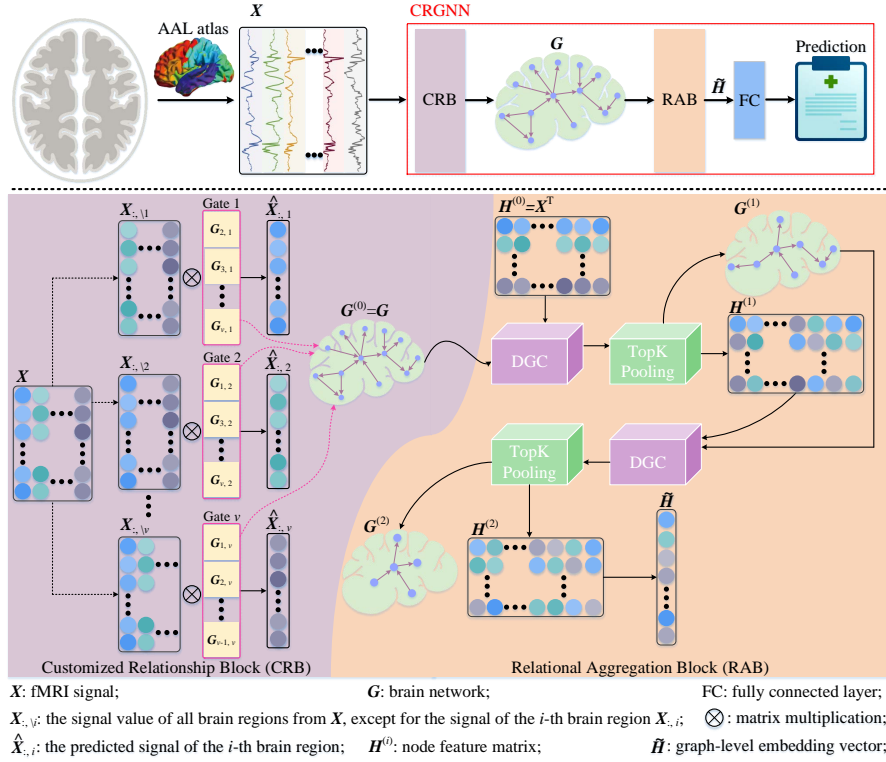 CRGNN
AAL atlas
X
G
Prediction
CRB
RAB
H̃
FC
X:, \1
Gate 1
X̂:, 1
G2, 1
G3, 1
Gv, 1
H(0)=XT
G(1)
G(0)=G
H(1)
DGC
TopK
Pooling
X
X:, \2
Gate 2
X̂:, 2
G1, 2
G3, 2
Gv, 2
TopK
Pooling
DGC
X:, \v
Gate v
X̂:, v
G1, v
G2, v
Gv−1, v
G(2)
H(2)
H̃
Customized Relationship Block (CRB)
Relational Aggregation Block (RAB)
X: fMRI signal; G: brain network; FC: fully connected layer;
X:, \i: the signal value of all brain regions from X, except for the signal of the i-th brain region X:, i; ⊗: matrix multiplication;
X̂:, i: the predicted signal of the i-th brain region; H(i): node feature matrix; H̃: graph-level embedding vector;